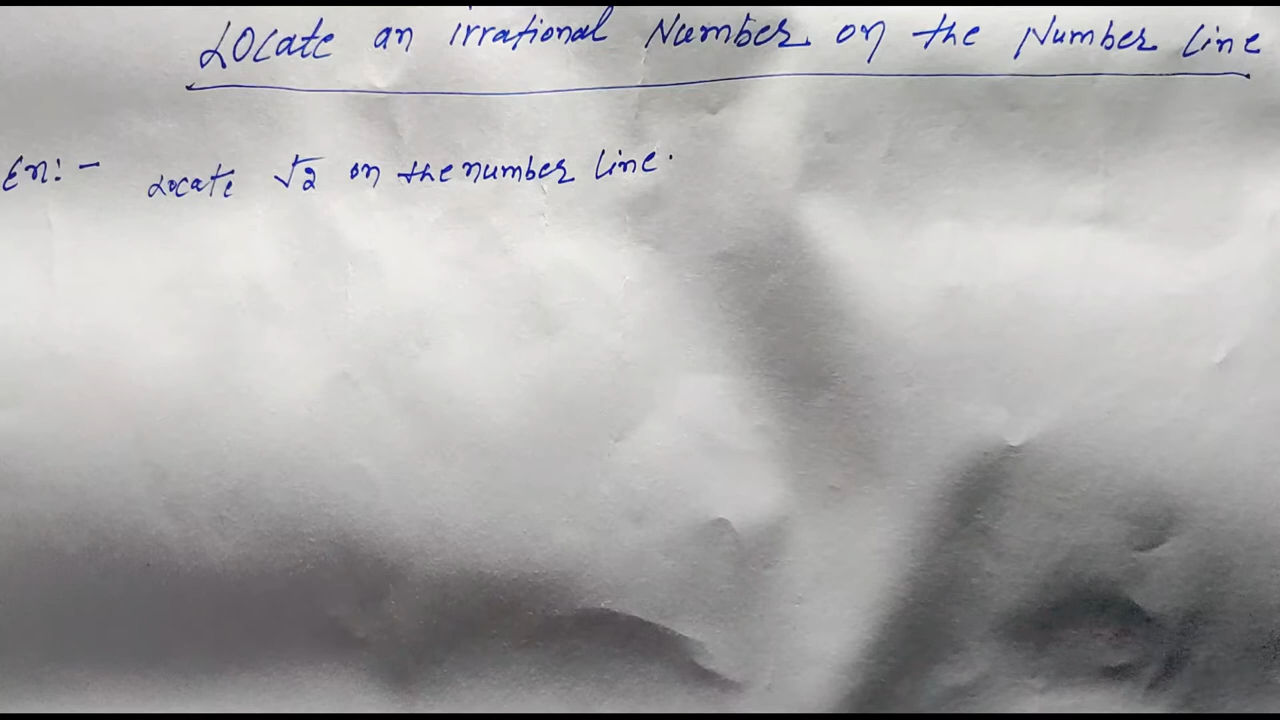 Locate an irrational Number on the Number line
Ex:- Locate √2 on the number line.